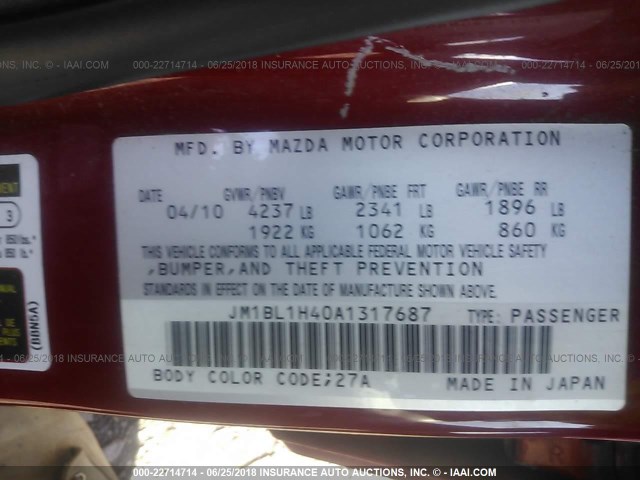 000-22714714 - 06/25/2018 INSURANCE AUTO AUCTIONS, INC. - © IAAI.COM
MFD. BY MAZDA MOTOR CORPORATION
DATE GVWR/PNBV GAWR/PNBE FRT GAWR/PNBE RR
04/10 4237 LB 2341 LB 1896 LB
1922 KG 1062 KG 860 KG
THIS VEHICLE CONFORMS TO ALL APPLICABLE FEDERAL MOTOR VEHICLE SAFETY
,BUMPER,AND THEFT PREVENTION
STANDARDS IN EFFECT ON THE DATE OF MANUFACTURE SHOWN ABOVE.
JM1BL1H40A1317687 TYPE: PASSENGER
BODY COLOR CODE;27A MADE IN JAPAN
3
(BBN5A)
000-22714714 - 06/25/2018 INSURANCE AUTO AUCTIONS, INC. - © IAAI.COM